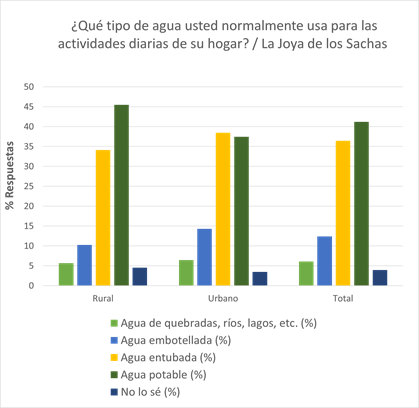 ¿Qué tipo de agua usted normalmente usa para las
actividades diarias de su hogar? / La Joya de los Sachas
% Respuestas
50
45
40
35
30
25
20
15
10
5
0
Rural
Urbano
Total
Agua de quebradas, ríos, lagos, etc. (%)
Agua embotellada (%)
Agua entubada (%)
Agua potable (%)
No lo sé (%)